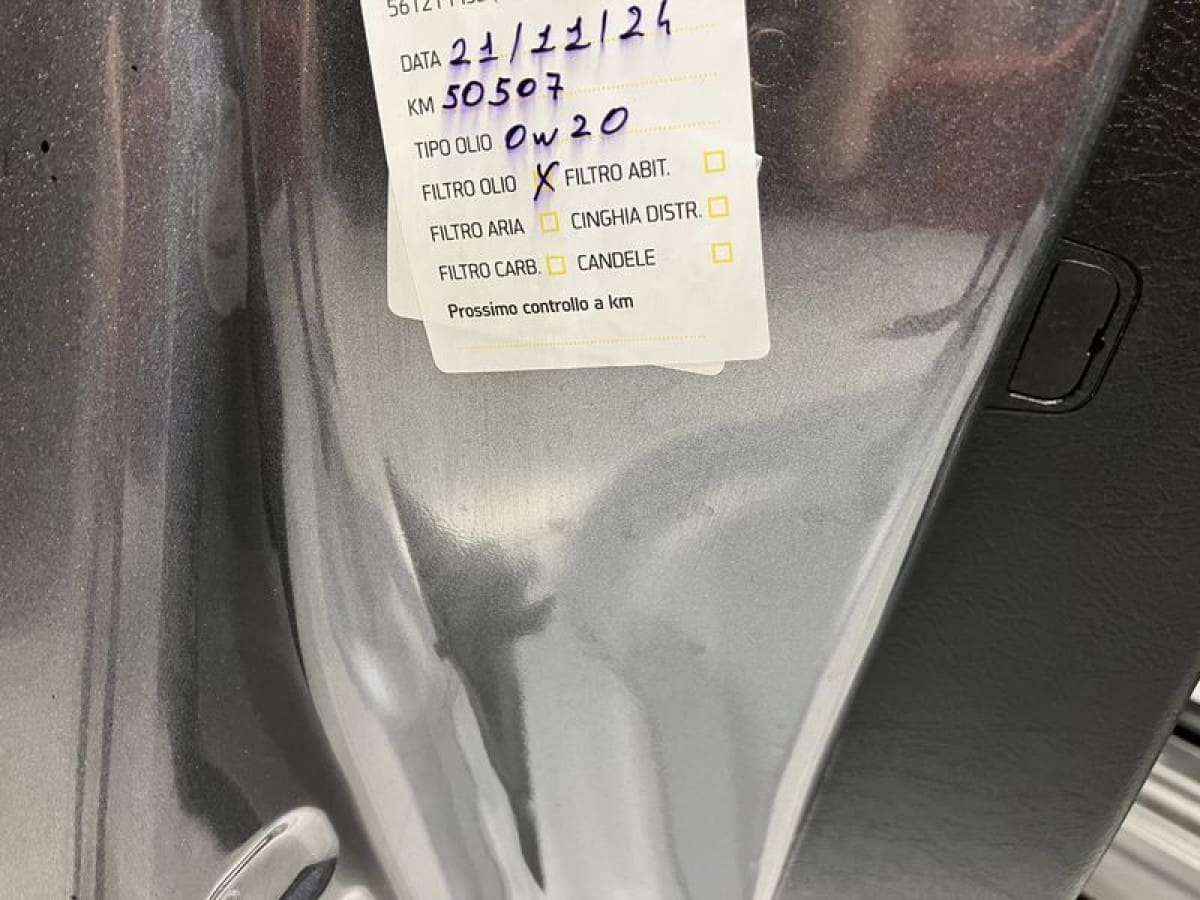 DATA 21/11/24
KM 50507
TIPO OLIO 0w20
FILTRO OLIO X FILTRO ABIT.
FILTRO ARIA CINGHIA DISTR.
FILTRO CARB. CANDELE
Prossimo controllo a km